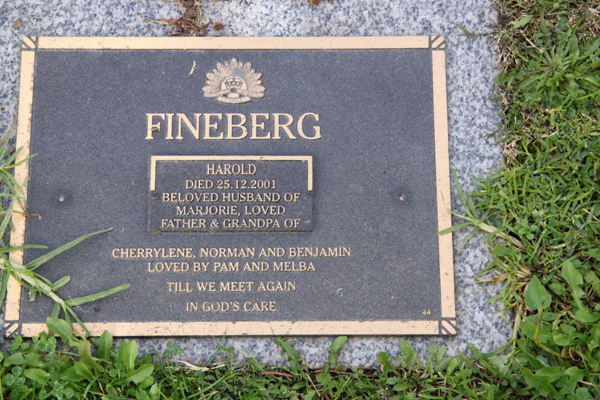 FINEBERG
HAROLD
DIED 25.12.2001
BELOVED HUSBAND OF
MARJORIE, LOVED
FATHER & GRANDPA OF
CHERRYLENE, NORMAN AND BENJAMIN
LOVED BY PAM AND MELBA
TILL WE MEET AGAIN
IN GOD'S CARE
44